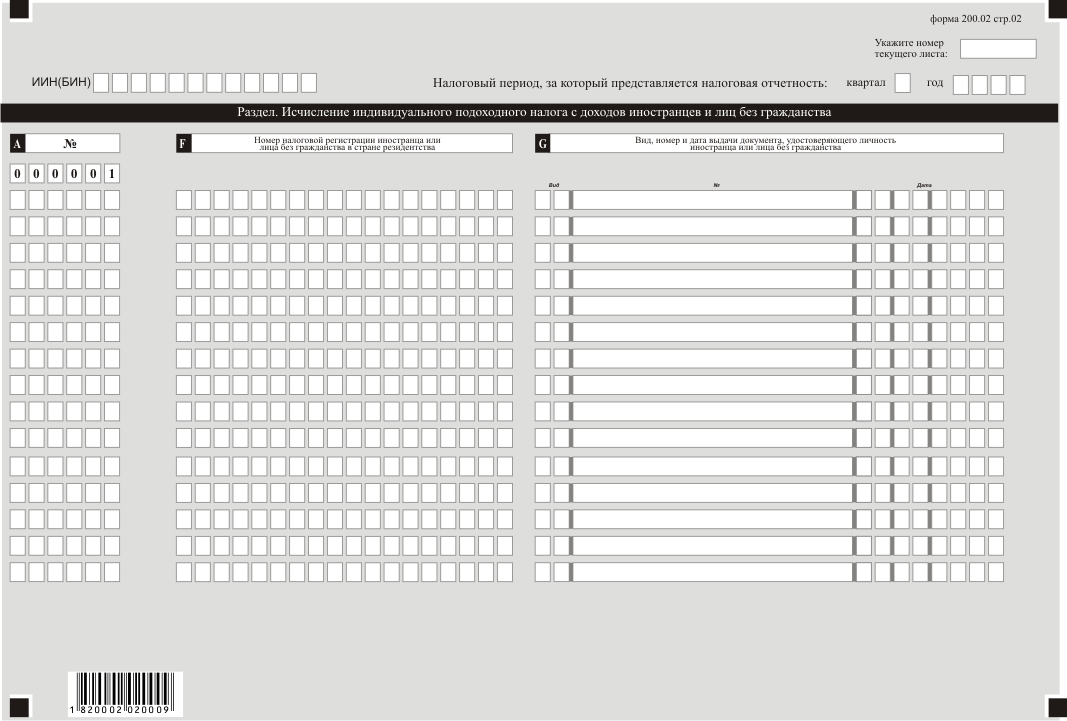 форма 200.02 стр.02
Укажите номер
текущего листа:
ИИН(БИН)
Налоговый период, за который представляется налоговая отчетность: квартал год
Раздел. Исчисление индивидуального подоходного налога с доходов иностранцев и лиц без гражданства
A №
F Номер налоговой регистрации иностранца или
лица без гражданства в стране резидентства
G Вид, номер и дата выдачи документа, удостоверяющего личность
иностранца или лица без гражданства
0 0 0 0 0 1
Вид № Дата
1 820002 020009